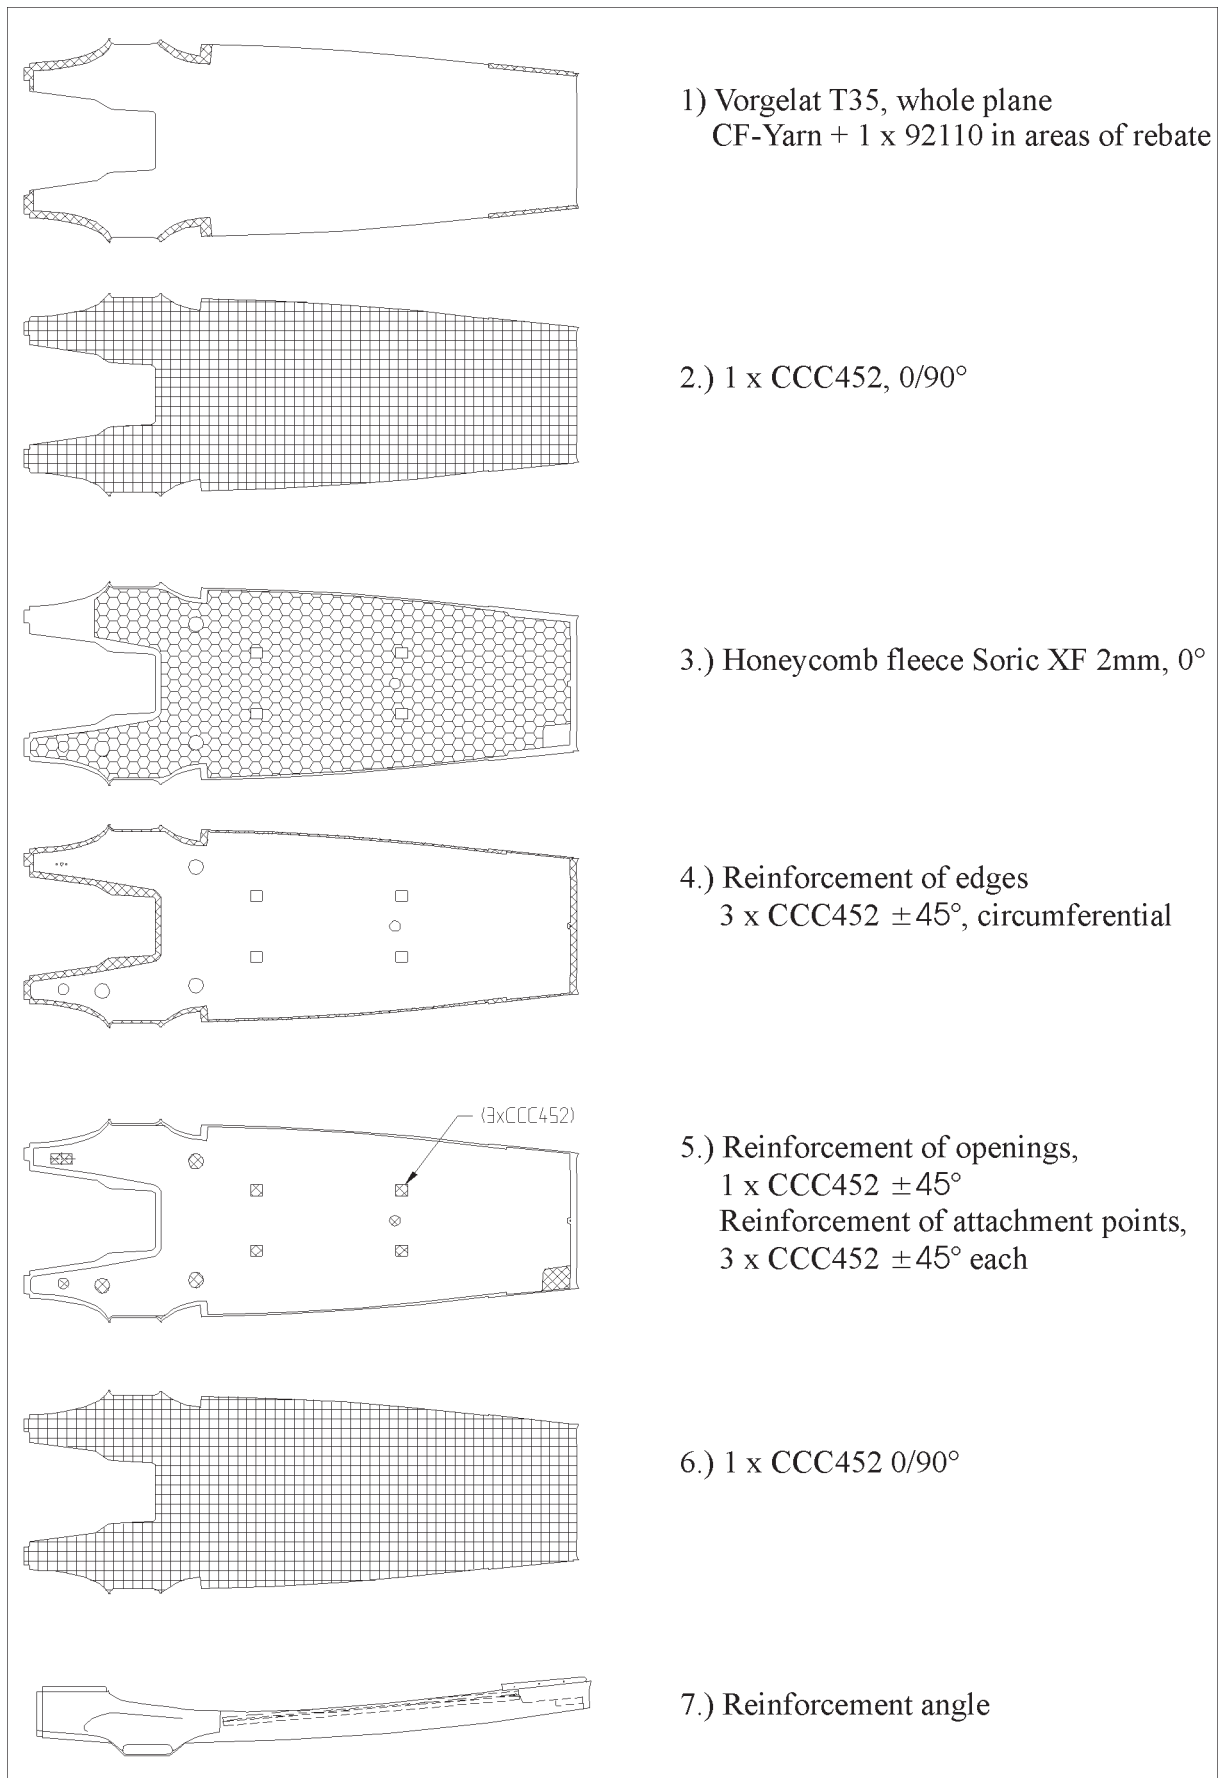 1) Vorgelat T35, whole plane
CF-Yarn + 1 x 92110 in areas of rebate
2.) 1 x CCC452, 0/90°
3.) Honeycomb fleece Soric XF 2mm, 0°
4.) Reinforcement of edges
3 x CCC452 ±45°, circumferential
(3xCCC452)
5.) Reinforcement of openings,
1 x CCC452 ±45°
Reinforcement of attachment points,
3 x CCC452 ±45° each
6.) 1 x CCC452 0/90°
7.) Reinforcement angle